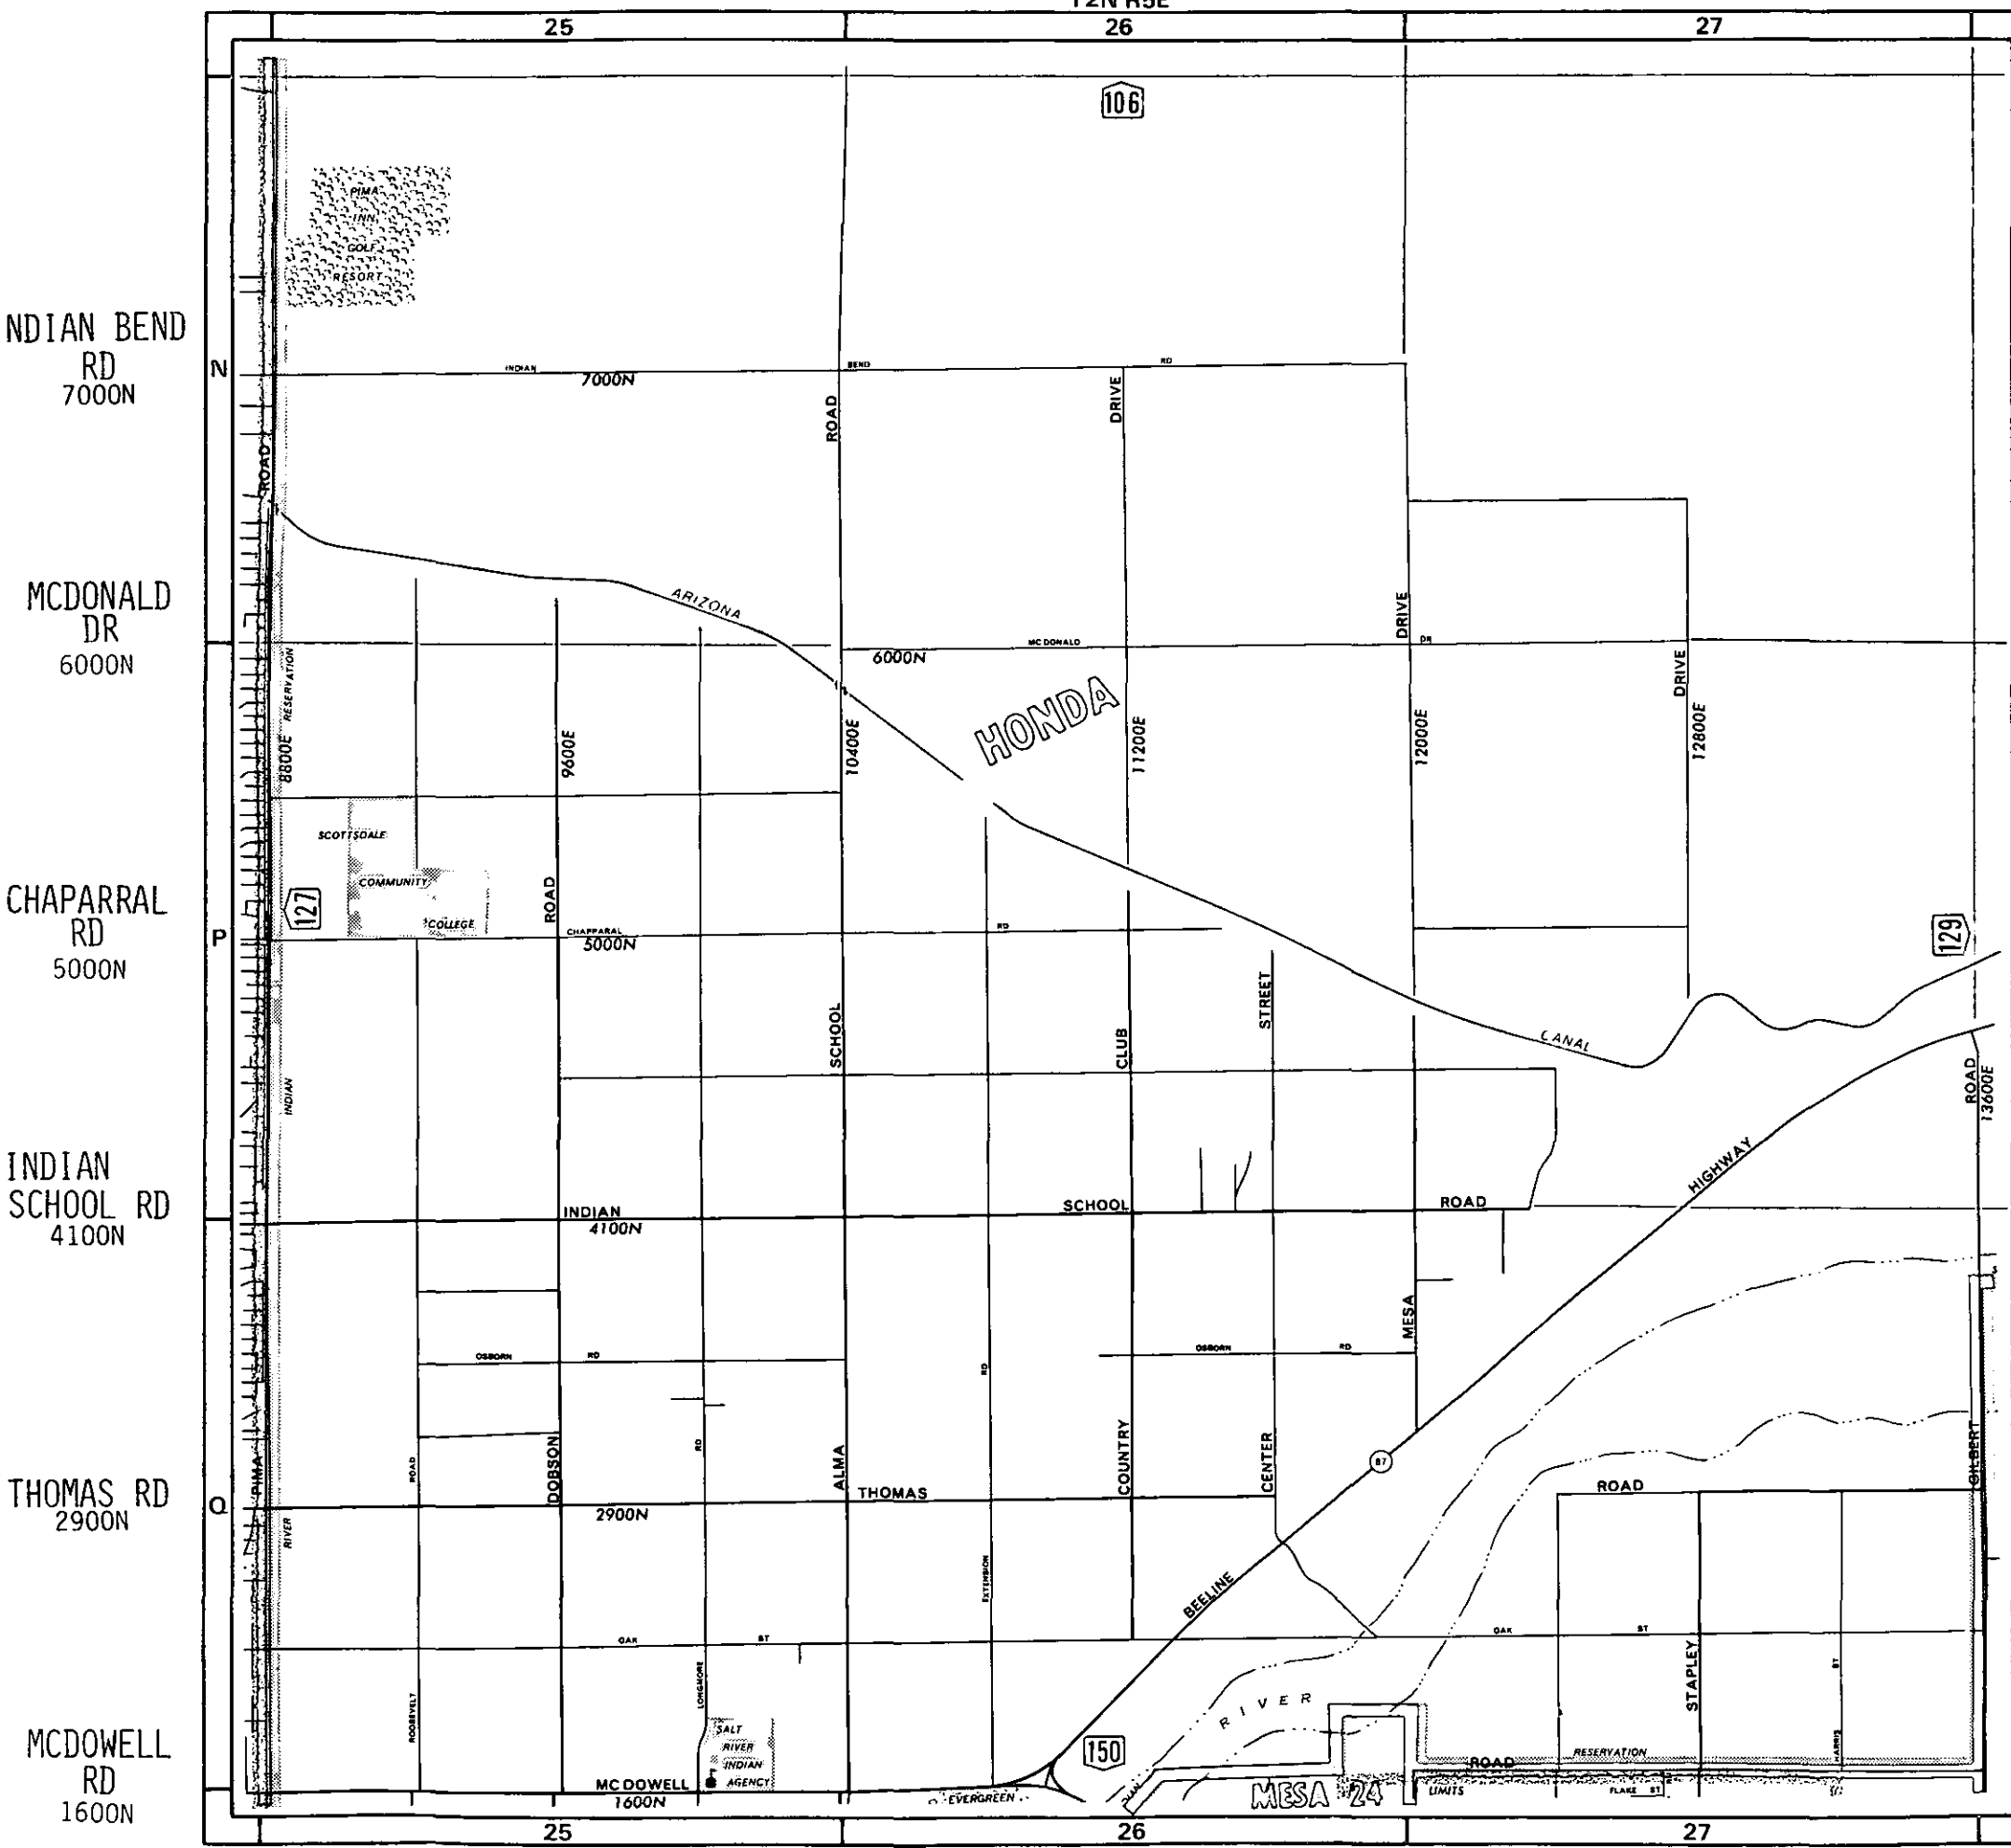 T2N R5E
25
26
27
106
PIMA
INN
GOLF
RESORT
NDIAN BEND
RD
7000N
N
INDIAN
7000N
BEND
RD
ROAD
DRIVE
ROAD
MCDONALD
DR
6000N
ARIZONA
MC DONALD
6000N
DR
DRIVE
DRIVE
RESERVATION
HONDA
8800E
9600E
10400E
11200E
12000E
12800E
SCOTTSDALE
COMMUNITY
COLLEGE
127
CHAPARRAL
RD
5000N
P
ROAD
CHAPPARAL
5000N
RD
129
SCHOOL
CLUB
STREET
CANAL
ROAD
13600E
INDIAN
INDIAN
SCHOOL RD
4100N
INDIAN
4100N
SCHOOL
ROAD
HIGHWAY
MESA
OSBORN
RD
RD
OSBORN
RD
THOMAS RD
2900N
Q
PIMA
ROAD
DOBSON
RD
ALMA
THOMAS
2900N
COUNTRY
CENTER
87
ROAD
GILBERT
RIVER
EXTENSION
BEELINE
OAK
ST
OAK
ST
ROOSEVELT
LONGMORE
STAPLEY
ST
HARRIS
RIVER
MCDOWELL
RD
1600N
SALT
RIVER
INDIAN
AGENCY
MC DOWELL
1600N
150
EVERGREEN
MESA 24
ROAD
RESERVATION
LIMITS
FLAKE ST
25
26
27